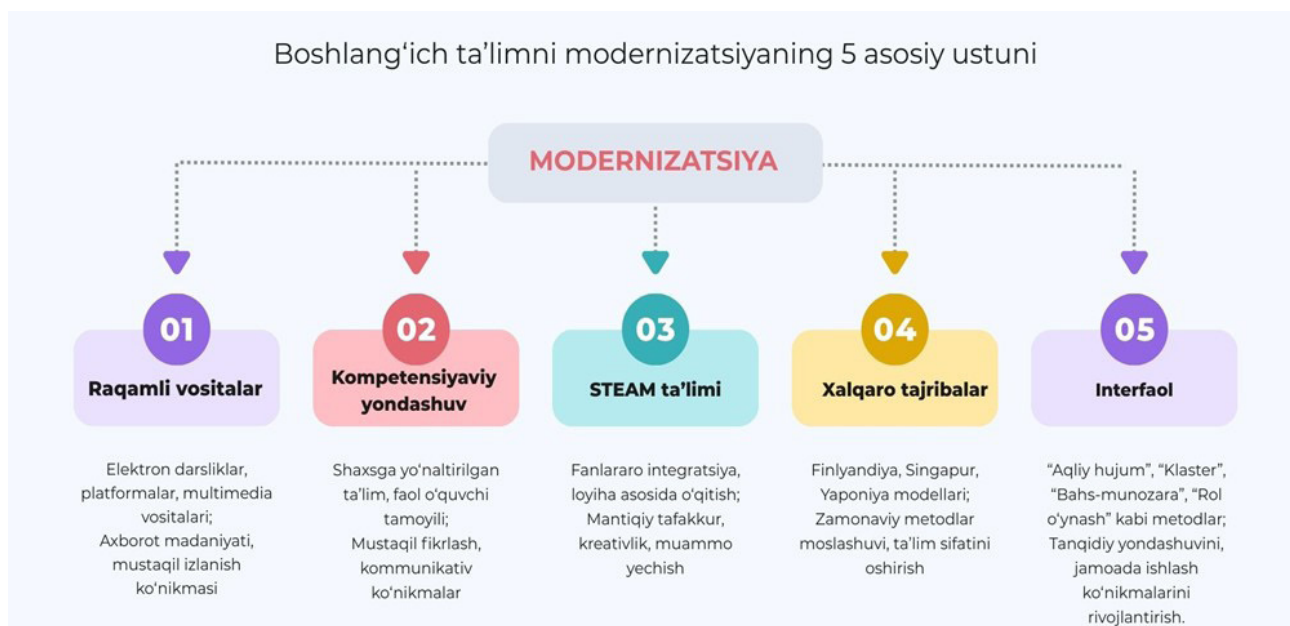 Boshlang‘ich ta’limni modernizatsiyaning 5 asosiy ustuni
MODERNIZATSIYA
01
Raqamli vositalar
Elektron darsliklar,
platformalar, multimedia
vositalari;
Axborot madaniyati,
mustaqil izlanish
ko‘nikmasi
02
Kompetensiyaviy
yondashuv
Shaxsga yo‘naltirilgan
ta’lim, faol o‘quvchi
tamoyili;
Mustaqil fikrlash,
kommunikativ
ko‘nikmalar
03
STEAM ta’limi
Fanlararo integratsiya,
loyiha asosida o‘qitish;
Mantiqiy tafakkur,
kreativlik, muammo
yechish
04
Xalqaro tajribalar
Finlyandiya, Singapur,
Yaponiya modellari;
Zamonaviy metodlar
moslashuvi, ta’lim sifatini
oshirish
05
Interfaol
“Aqliy hujum”, “Klaster”,
“Bahs-munozara”, “Rol
o‘ynash” kabi metodlar;
Tanqidiy yondashuvini,
jamoada ishlash
ko‘nikmalarini
rivojlantirish.